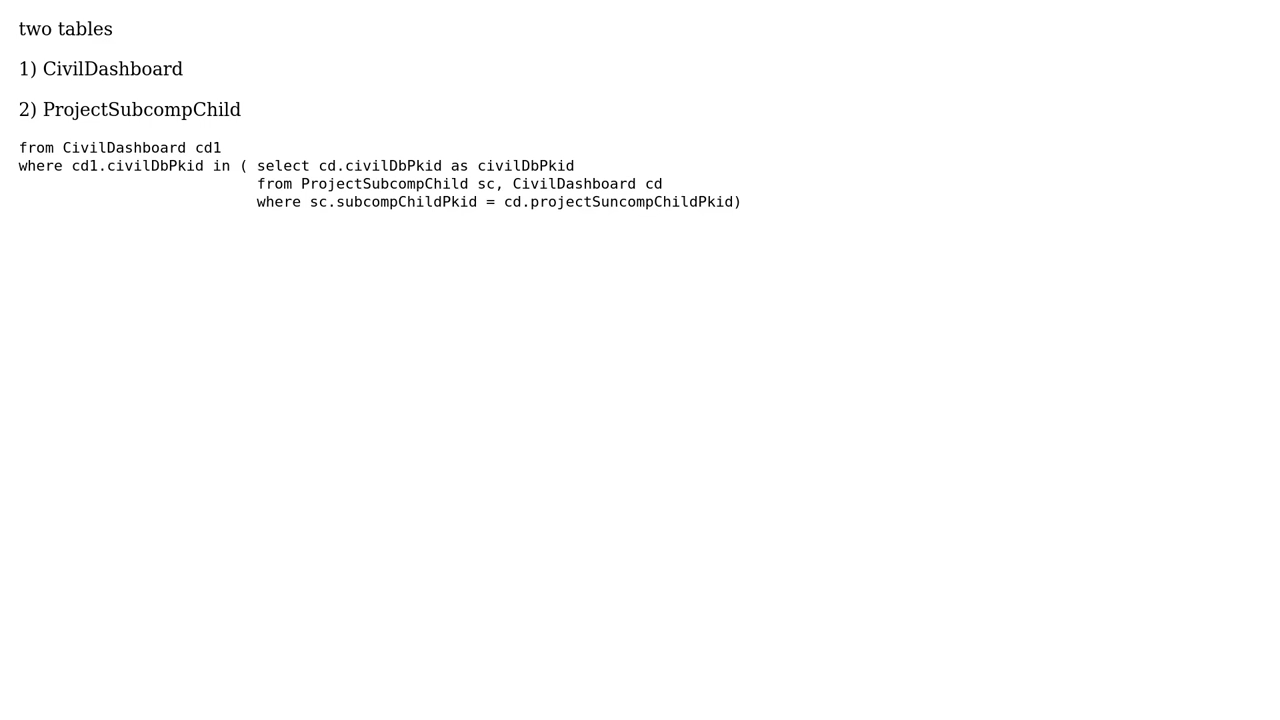 two tables
1) CivilDashboard
2) ProjectSubcompChild
from CivilDashboard cd1
where cd1.civilDbPkid in ( select cd.civilDbPkid as civilDbPkid
                           from ProjectSubcompChild sc, CivilDashboard cd
                           where sc.subcompChildPkid = cd.projectSuncompChildPkid)